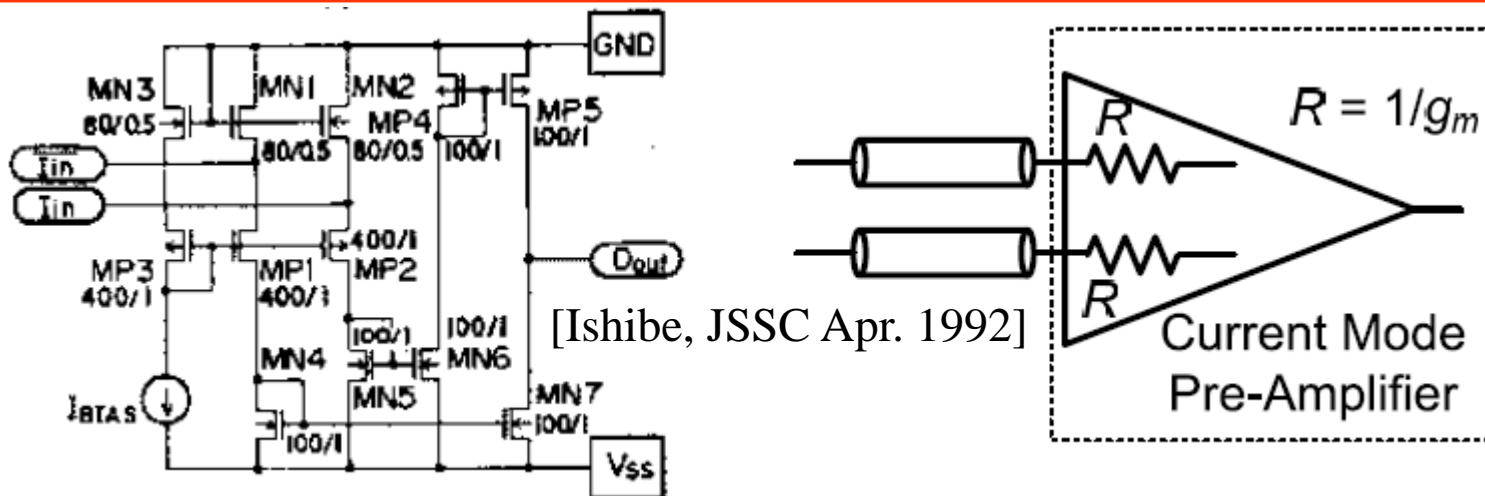 GND
MN3
MN1
MN2
MP4
MP5
80/0.5
80/0.5
80/0.5
100/1
100/1
Iin
Iin
MP3
400/1
MP1
400/1
400/1
MP2
Dout
100/1
MN4
MN5
100/1
MN6
100/1
IBIAS
MN7
100/1
Vss
[Ishibe, JSSC Apr. 1992]
R = 1/gm
R
R
Current Mode
Pre-Amplifier